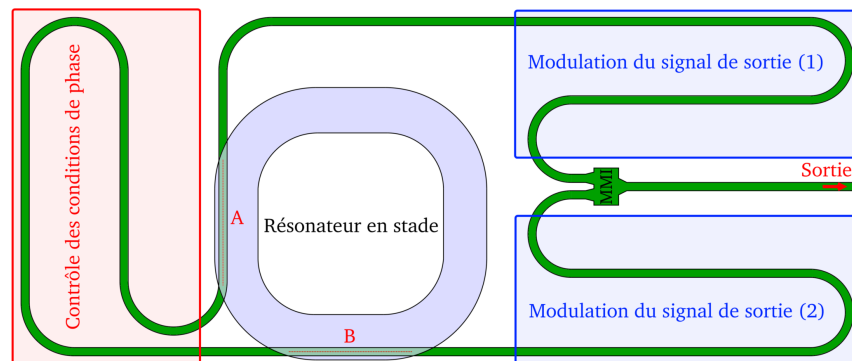 Contrôle des conditions de phase
A
Résonateur en stade
B
Modulation du signal de sortie (1)
MMI
Sortie
Modulation du signal de sortie (2)